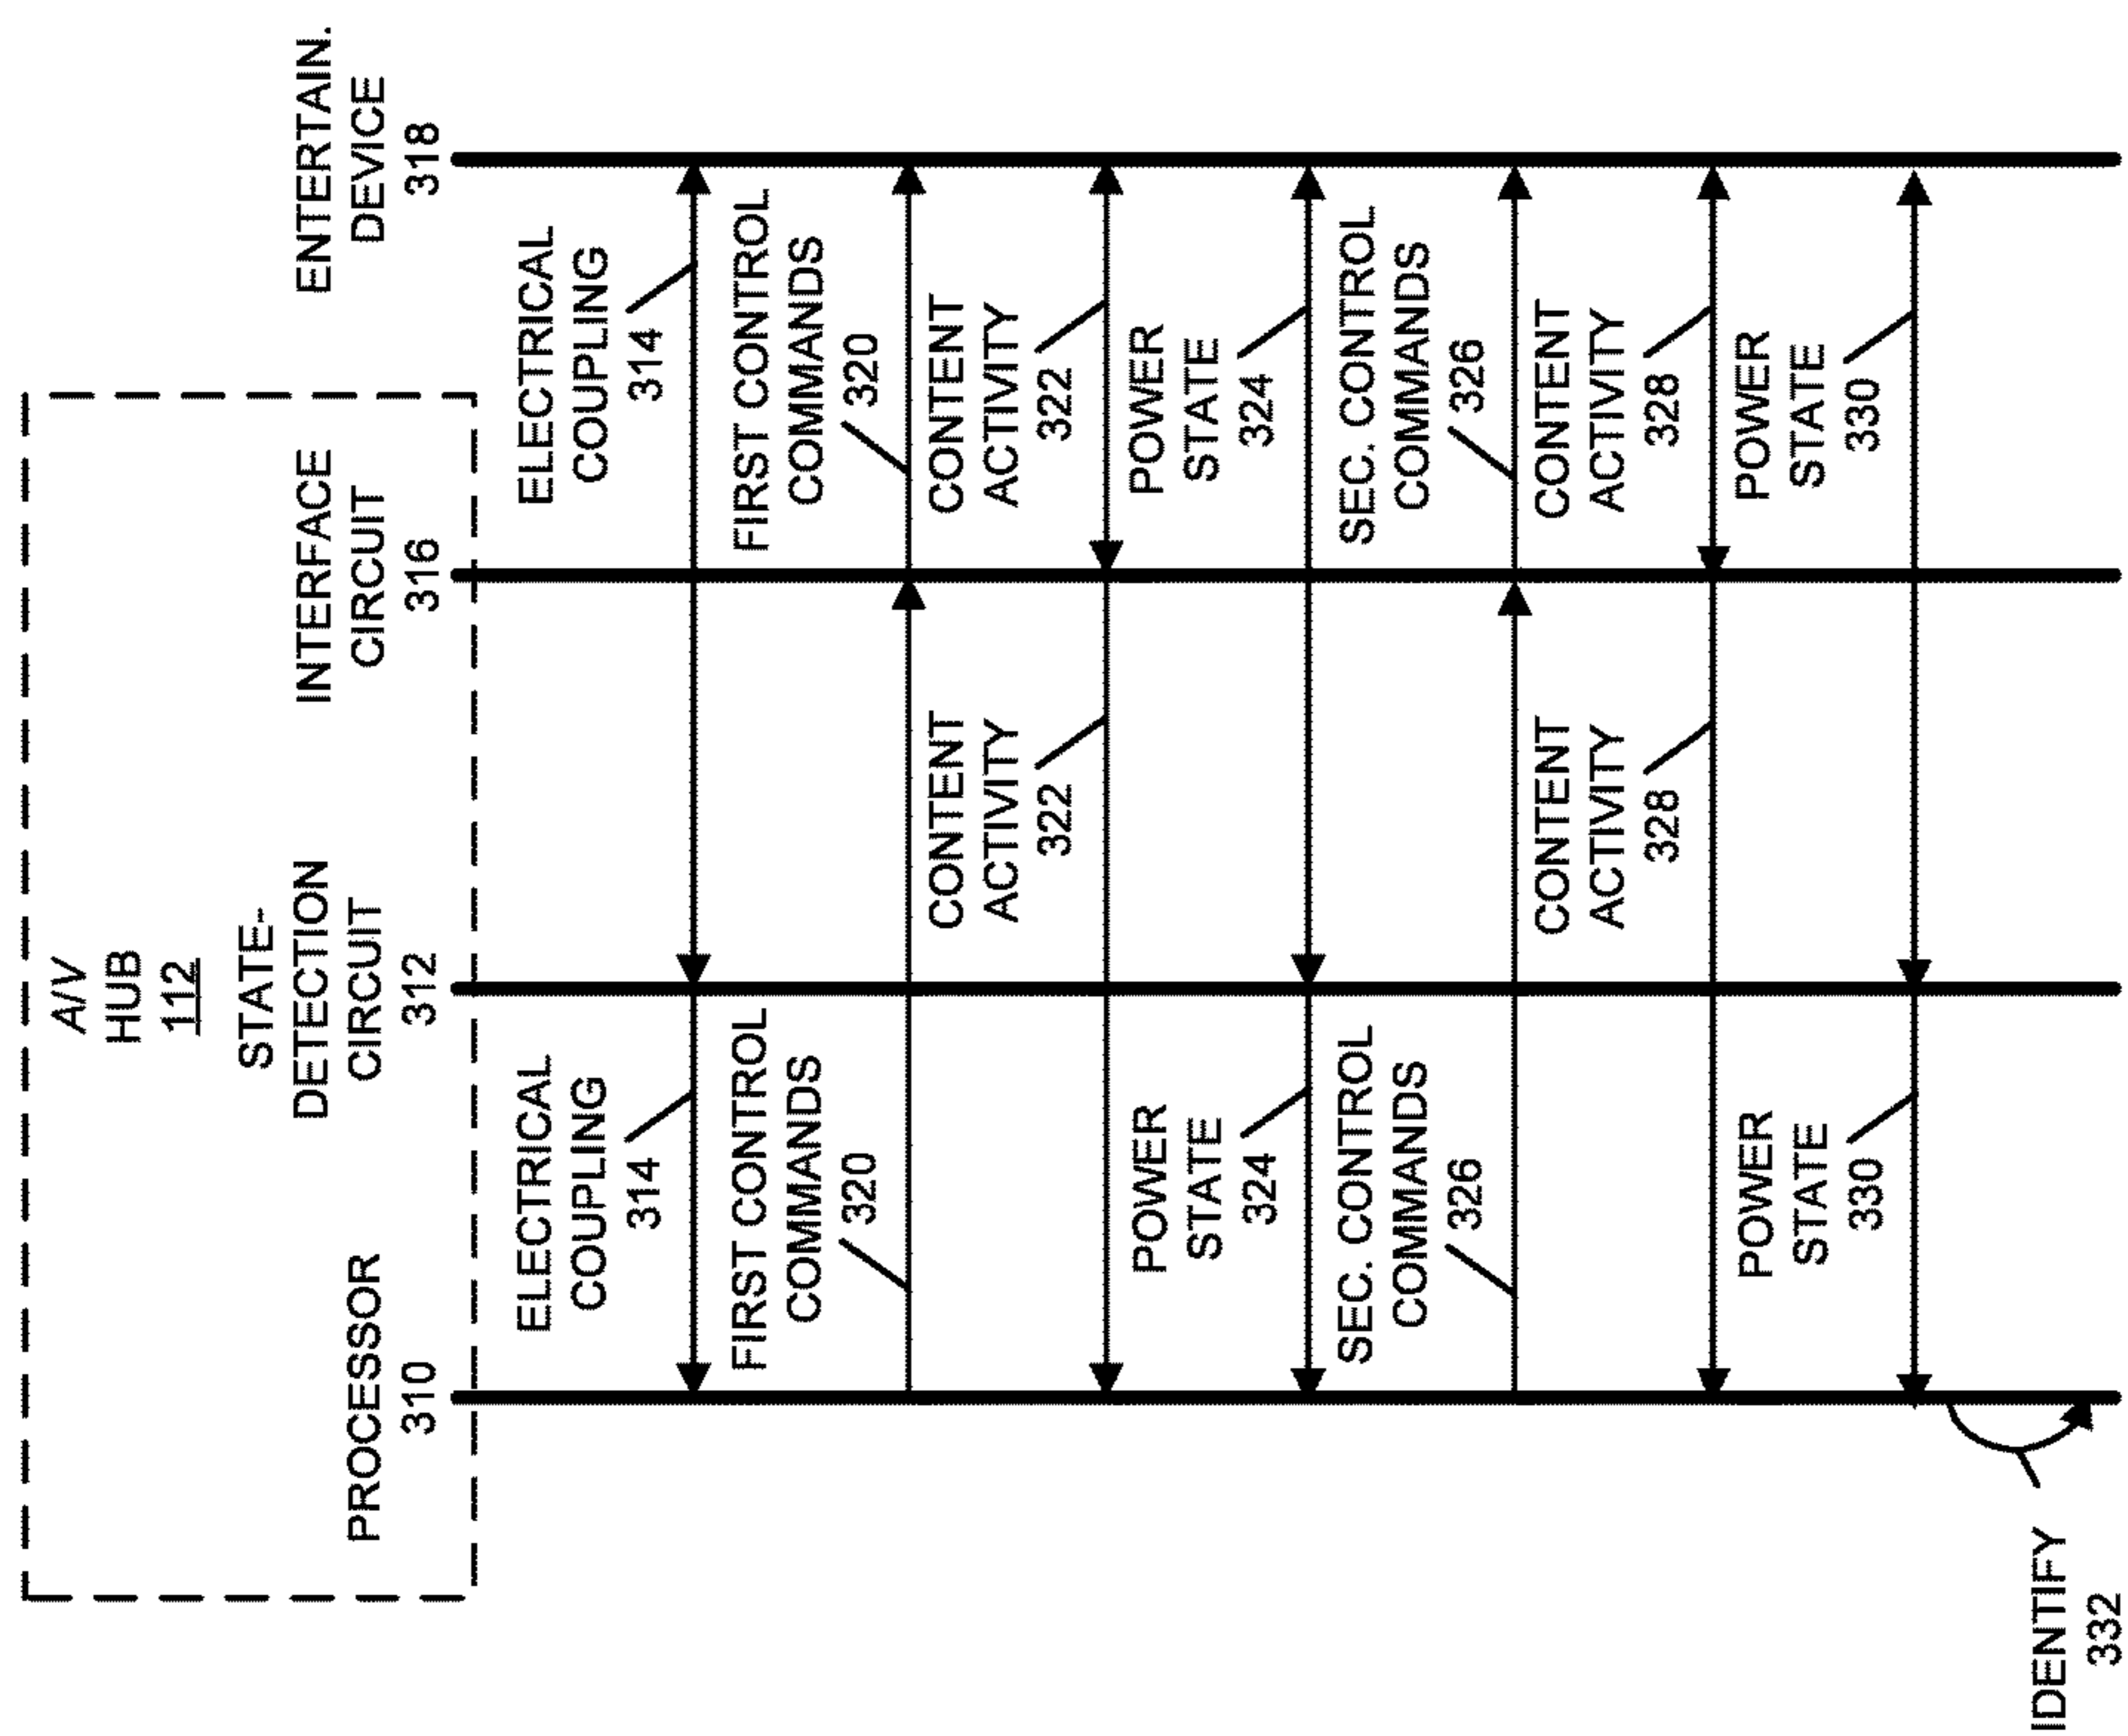 A/V
HUB
112
PROCESSOR
310
STATE-
DETECTION
CIRCUIT
312
INTERFACE
CIRCUIT
316
ENTERTAIN.
DEVICE
318
ELECTRICAL
COUPLING
314
ELECTRICAL
COUPLING
314
FIRST CONTROL
COMMANDS
320
FIRST CONTROL
COMMANDS
320
CONTENT
ACTIVITY
322
CONTENT
ACTIVITY
322
POWER
STATE
324
POWER
STATE
324
SEC. CONTROL
COMMANDS
326
SEC. CONTROL
COMMANDS
326
CONTENT
ACTIVITY
328
CONTENT
ACTIVITY
328
POWER
STATE
330
POWER
STATE
330
IDENTIFY
332